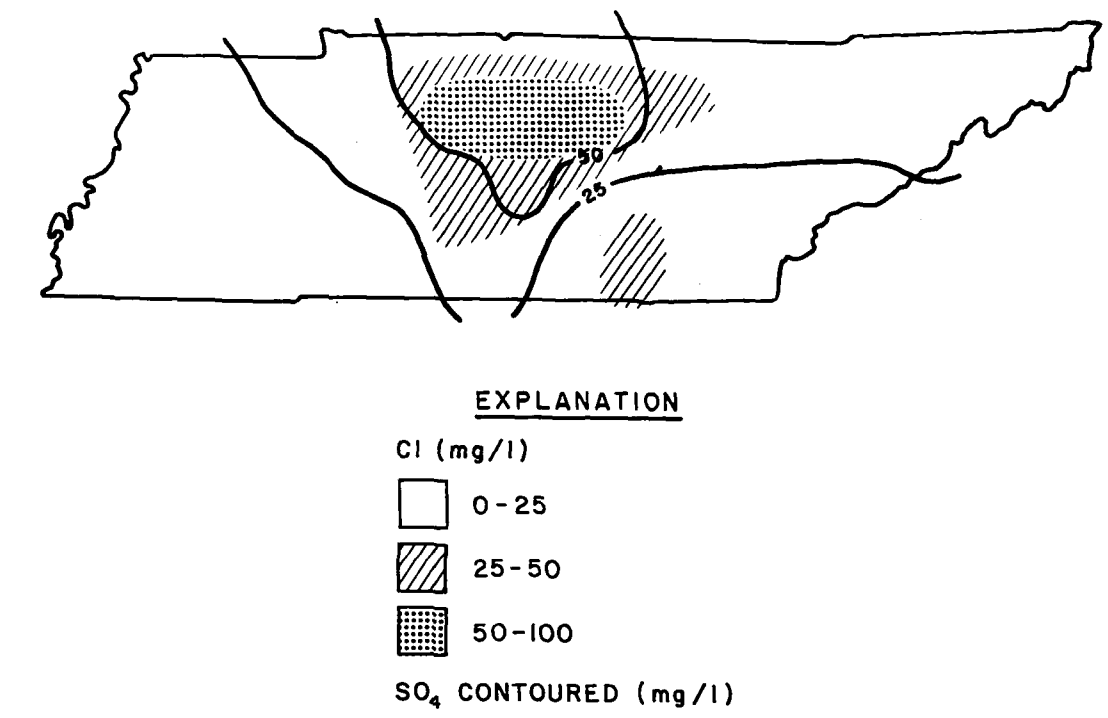 50
25
EXPLANATION
Cl (mg/l)
0-25
25-50
50-100
SO₄ CONTOURED (mg/l)